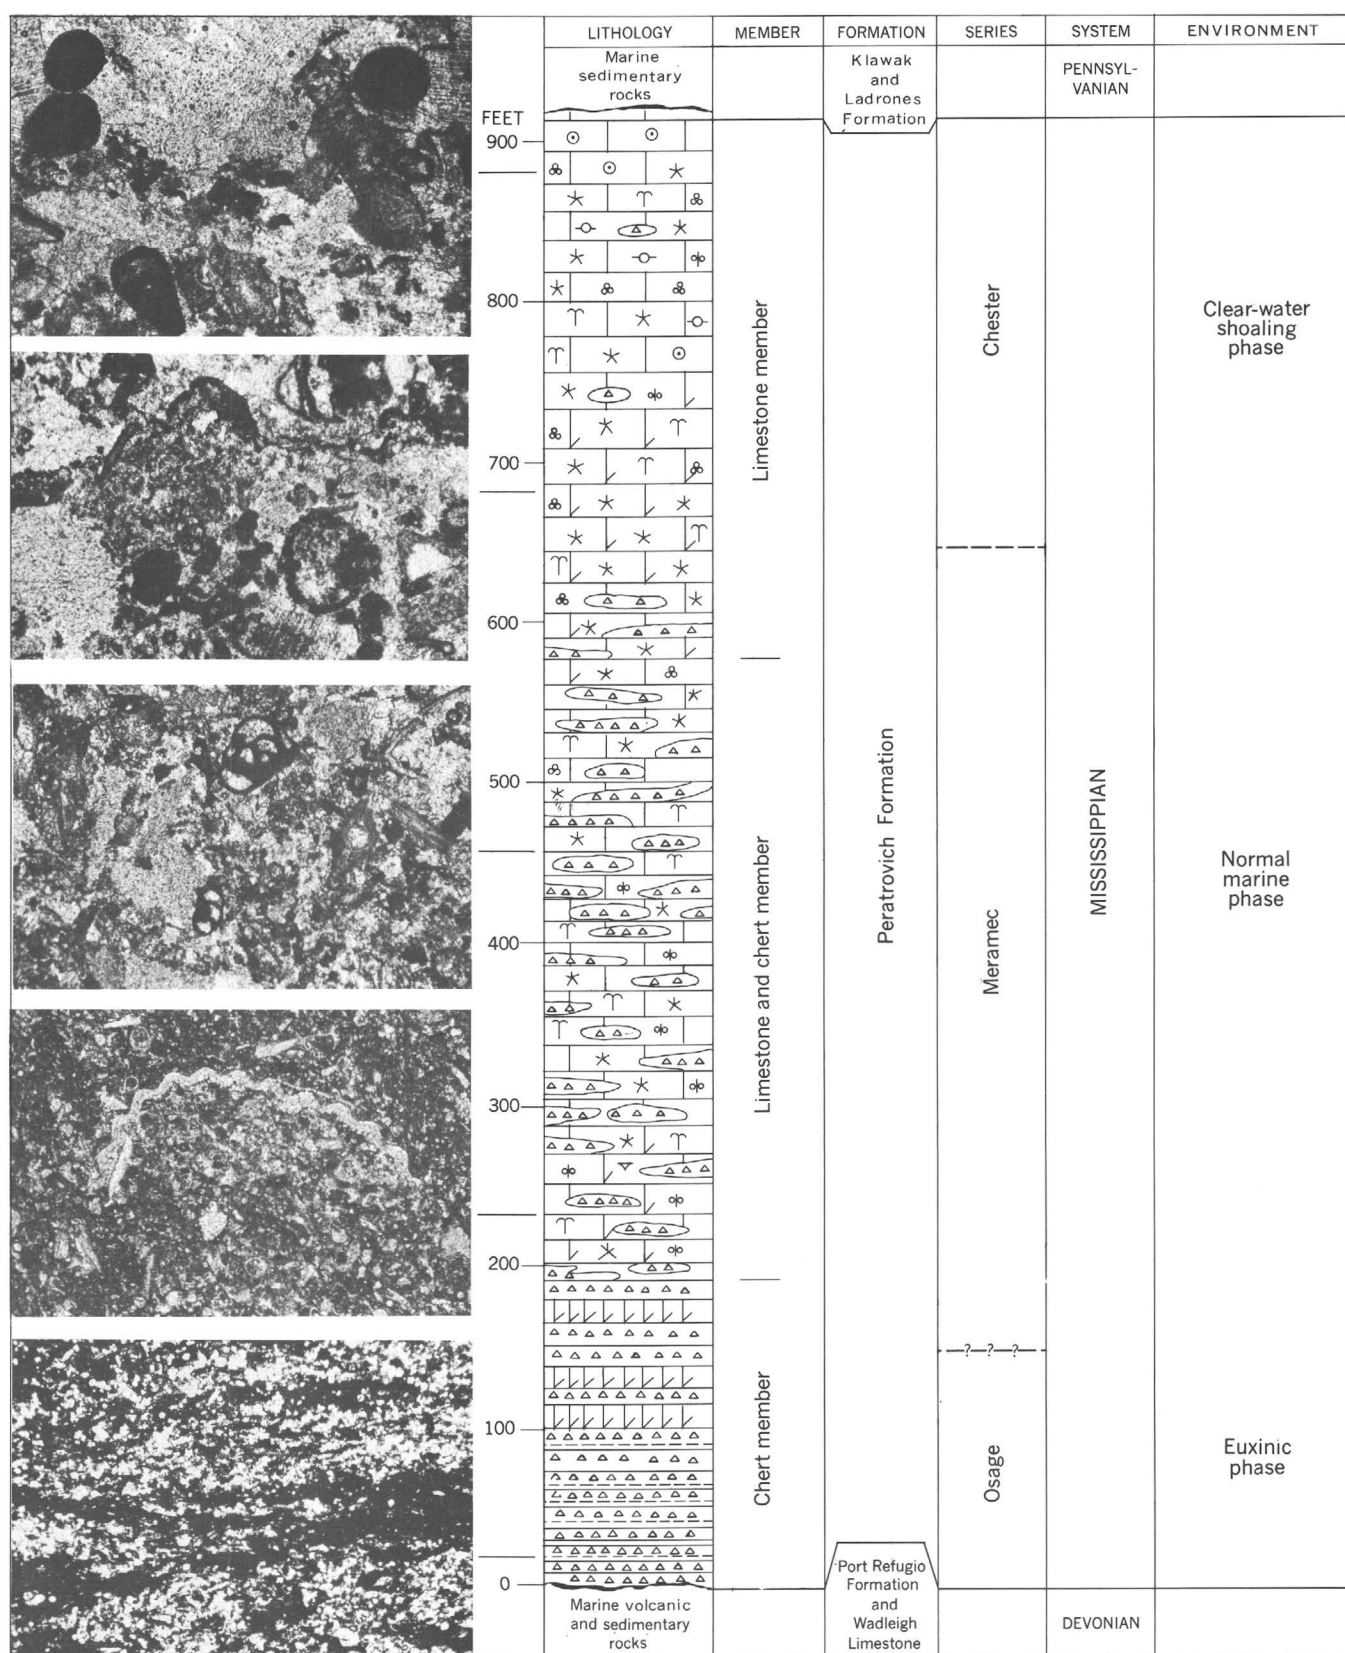 LITHOLOGY MEMBER FORMATION SERIES SYSTEM ENVIRONMENT
Marine
sedimentary
rocks
Klawak
and
Ladrones
Formation
PENNSYL-
VANIAN
FEET
900
800
700
600
500
400
300
200
100
0
Limestone member
Limestone and chert member
Chert member
Peratrovich Formation
Chester
Meramec
? ? ?
Osage
MISSISSIPPIAN
Clear-water
shoaling
phase
Normal
marine
phase
Euxinic
phase
Marine volcanic
and sedimentary
rocks
Port Refugio
Formation
and
Wadleigh
Limestone
DEVONIAN